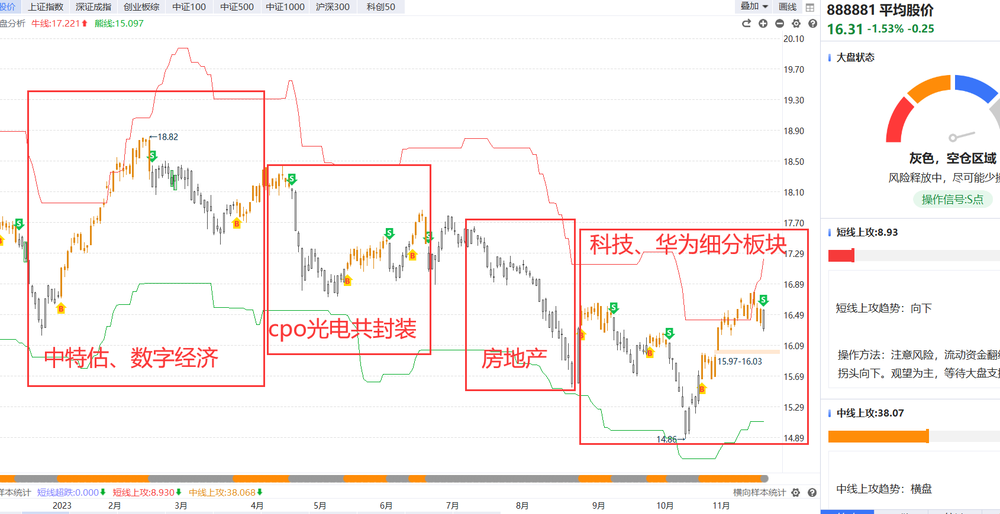 股价 上证指数 深证成指 创业板综 中证100 中证500 中证1000 沪深300 科创50 叠加 画线
盘分析 牛线:17.221 熊线:15.097
888881 平均股价
16.31 -1.53% -0.25
大盘状态
灰色，空仓区域
风险释放中，尽可能少
操作信号:S点
短线上攻:8.93
短线上攻趋势：向下
操作方法：注意风险，流动资金翻
拐头向下。观望为主，等待大盘支
中线上攻:38.07
中线上攻趋势：横盘
20.10
19.70
19.30
18.90
18.50
18.10
17.70
17.29
16.89
16.49
16.09
15.69
15.29
14.89
←18.82
S
S
S
S
S
S
S
S
B
B
B
B
B
B
B
B
科技、华为细分板块
cpo光电共封装
中特估、数字经济
房地产
15.97-16.03
14.86→
样本统计 短线超跌:0.000 短线上攻:8.930 中线上攻:38.068 横向样本统计
2023 2月 3月 4月 5月 6月 7月 8月 9月 10月 11月